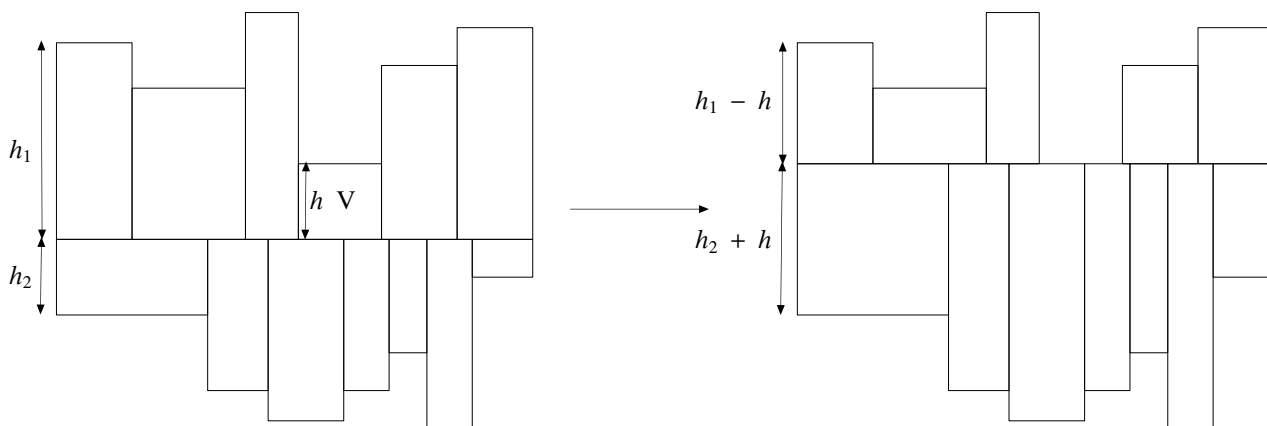 h₁
h V
h₂
h₁ − h
h₂ + h